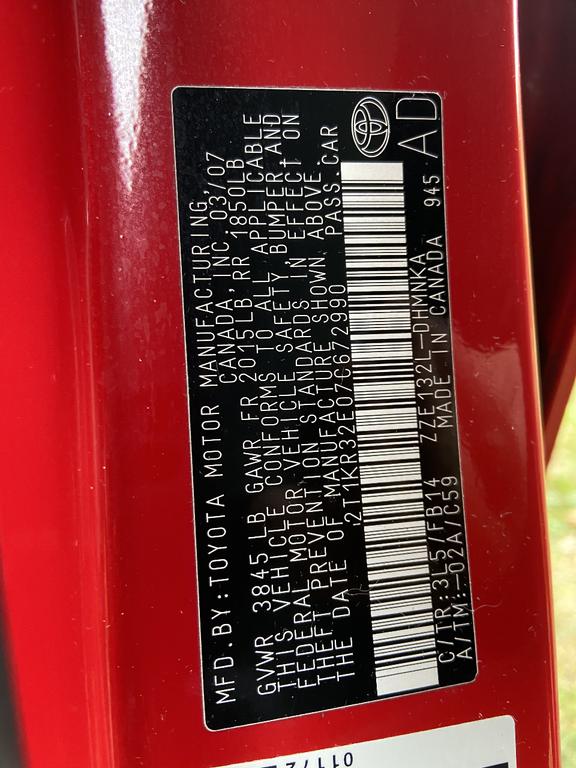 MFD.BY:TOYOTA MOTOR MANUFACTURING,
CANADA,INC.03/07
GVWR 3845 LB GAWR FR 2015LB,RR 1850LB
THIS VEHICLE CONFORMS TO ALL APPLICABLE
FEDERAL MOTOR VEHICLE SAFETY, BUMPER,AND
THEFT PREVENTION STANDARDS IN EFFECT ON
THE DATE OF MANUFACTURE SHOWN ABOVE.
2T1KR32E07C672990 PASS.CAR
C/TR:3L5/FB14 ZZE132L-DHMNKA
A/TM:-02A/C59 MADE IN CANADA 945 AD